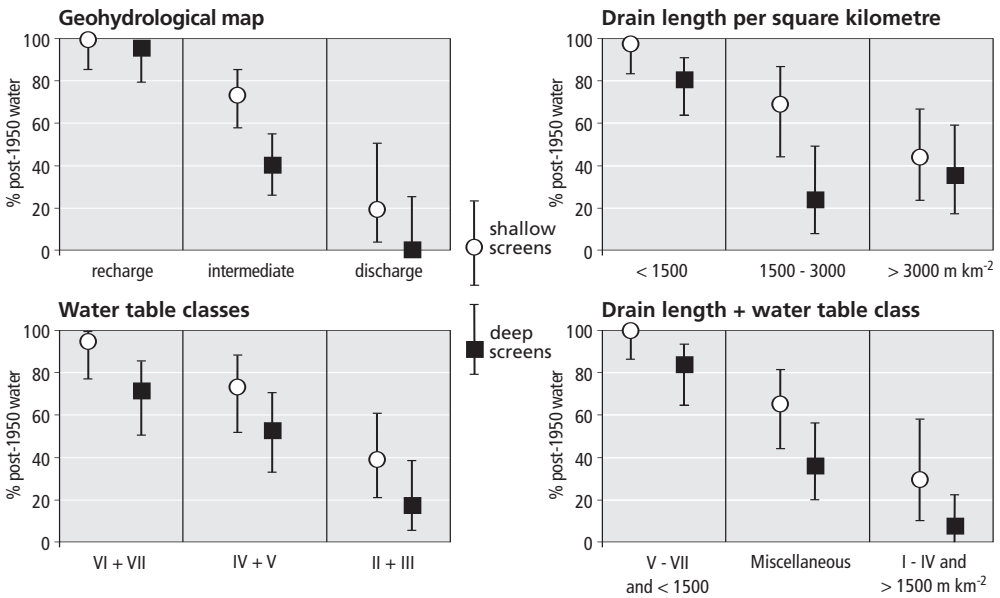 Geohydrological map
% post-1950 water
100
80
60
40
20
0
recharge
intermediate
discharge
Drain length per square kilometre
% post-1950 water
100
80
60
40
20
0
< 1500
1500 - 3000
> 3000 m km-2
shallow
screens
deep
screens
Water table classes
% post-1950 water
100
80
60
40
20
0
VI + VII
IV + V
II + III
Drain length + water table class
% post-1950 water
100
80
60
40
20
0
V - VII
and < 1500
Miscellaneous
I - IV and
> 1500 m km-2